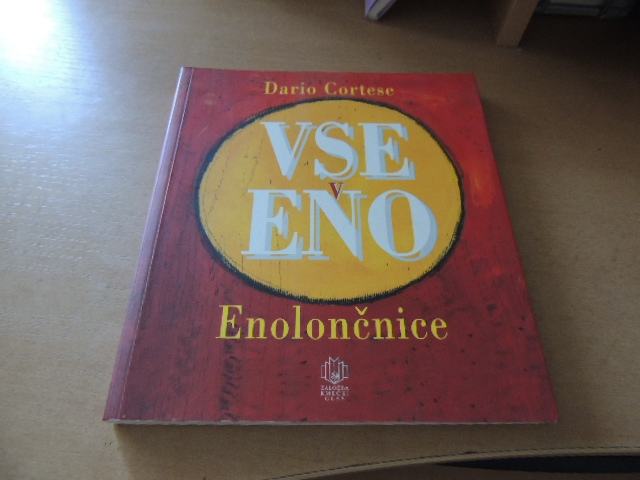 Dario Cortese
VSE
V
ENO
Enolončnice
ZALOŽBA
KMEČKI
GLAS